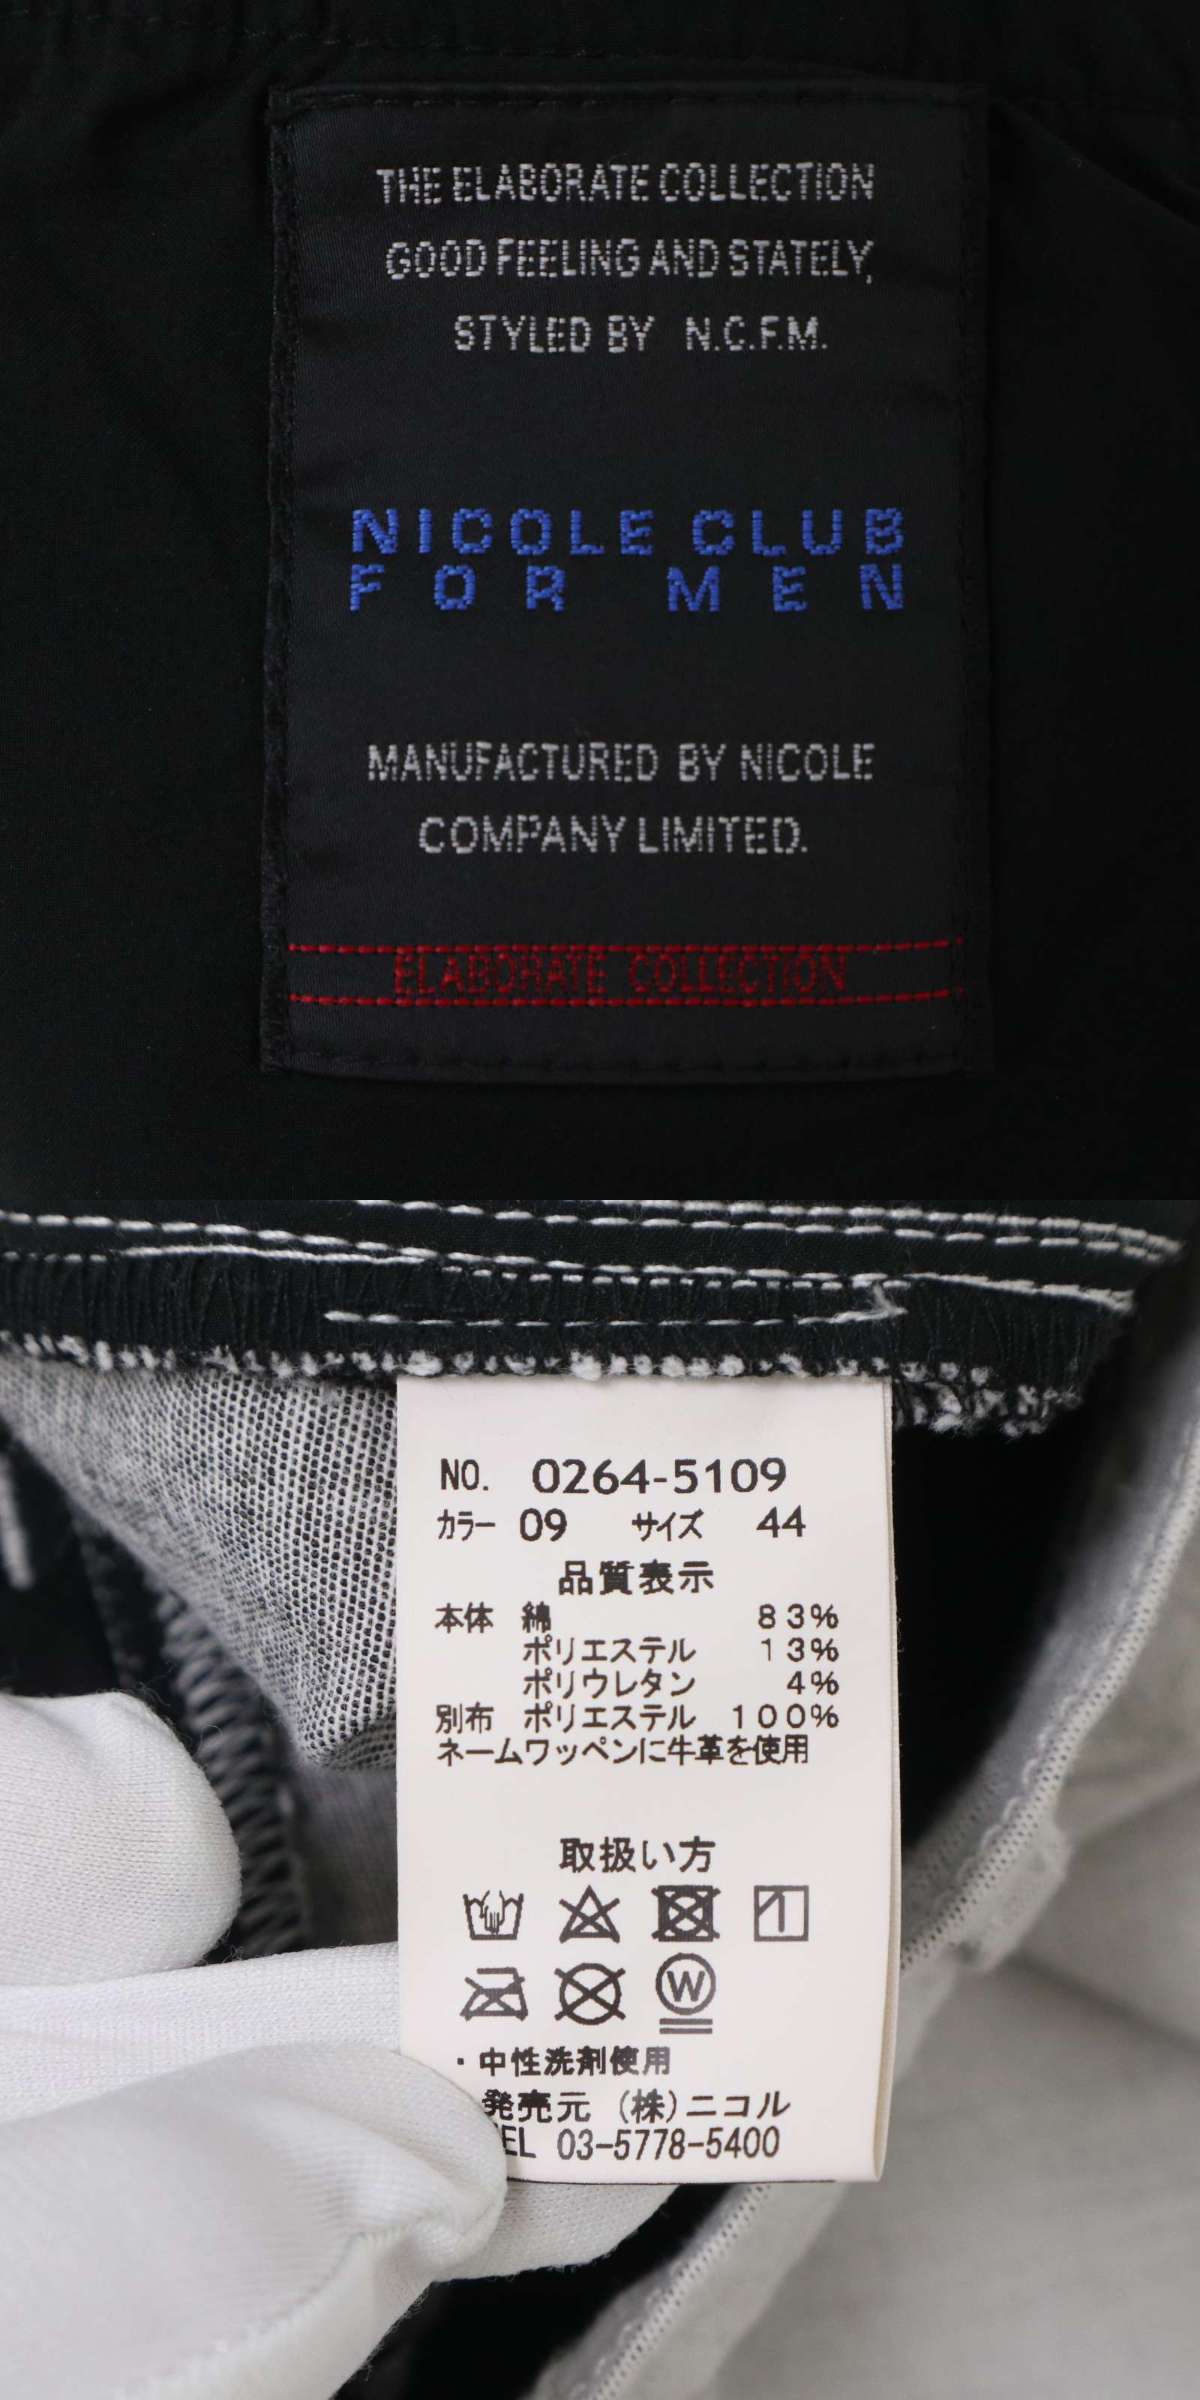 THE ELABORATE COLLECTION
GOOD FEELING AND STATELY,
STYLED BY N.C.F.M.
NICOLE CLUB
FOR MEN
MANUFACTURED BY NICOLE
COMPANY LIMITED.
ELABORATE COLLECTION
NO. 0264-5109
カラー 09 サイズ 44
品質表示
本体 綿 83%
ポリエステル 13%
ポリウレタン 4%
別布 ポリエステル 100%
ネームワッペンに牛革を使用
取扱い方
W
・中性洗剤使用
発売元 (株)ニコル
EL 03-5778-5400